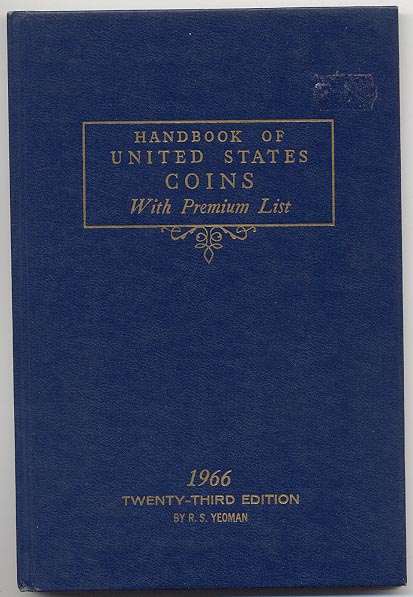 HANDBOOK OF
UNITED STATES
COINS
With Premium List
1966
TWENTY-THIRD EDITION
BY R. S. YEOMAN